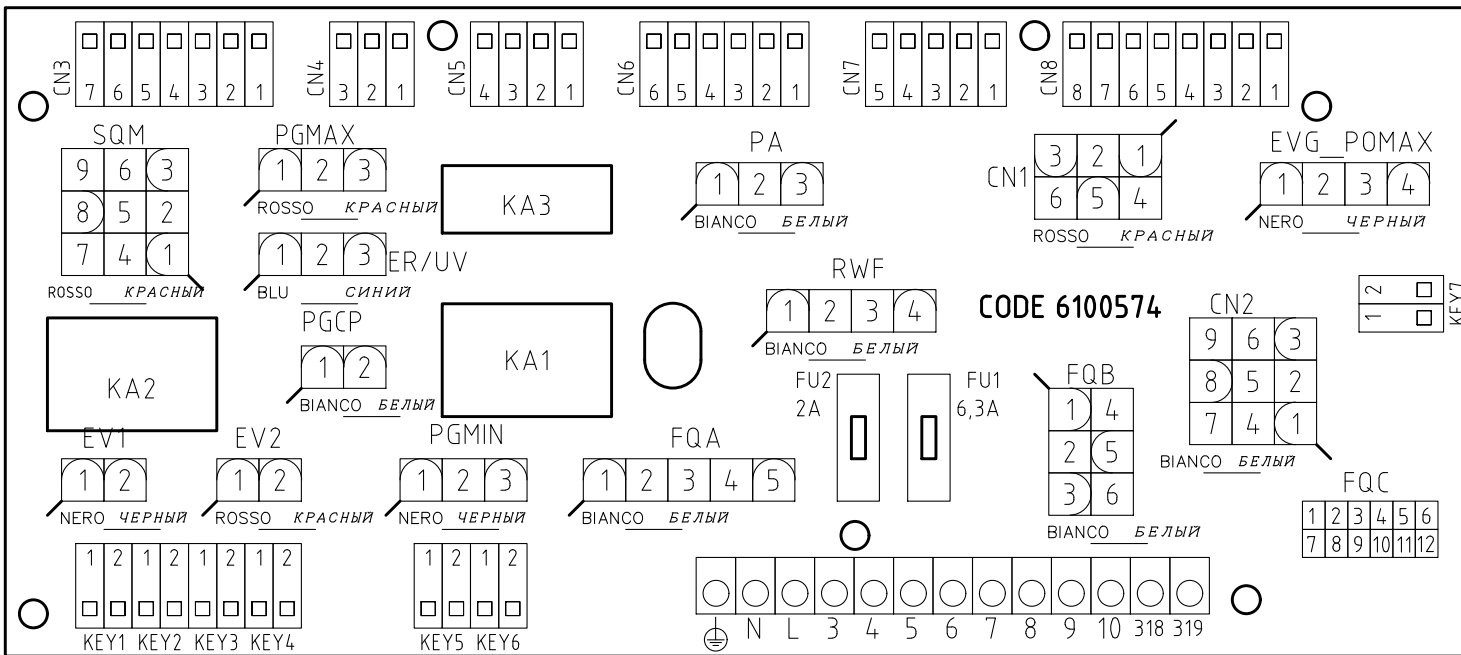 CN3 7 6 5 4 3 2 1
CN4 3 2 1
CN5 4 3 2 1
CN6 6 5 4 3 2 1
CN7 5 4 3 2 1
CN8 8 7 6 5 4 3 2 1
SQM
9 6 3
8 5 2
7 4 1
ROSSO КРАСНЫЙ
PGMAX
1 2 3
ROSSO КРАСНЫЙ
1 2 3 ER/UV
BLU СИНИЙ
KA3
PA
1 2 3
BIANCO БЕЛЫЙ
CN1
3 2 1
6 5 4
ROSSO КРАСНЫЙ
EVG_POMAX
1 2 3 4
NERO ЧЕРНЫЙ
KA2
PGCP
1 2
BIANCO БЕЛЫЙ
KA1
RWF
1 2 3 4
BIANCO БЕЛЫЙ
CODE 6100574
2
1
KEY7
CN2
9 6 3
8 5 2
7 4 1
BIANCO БЕЛЫЙ
FU2
2A
FU1
6,3A
FQB
1 4
2 5
3 6
BIANCO БЕЛЫЙ
EV1
1 2
NERO ЧЕРНЫЙ
EV2
1 2
ROSSO КРАСНЫЙ
PGMIN
1 2 3
NERO ЧЕРНЫЙ
FQA
1 2 3 4 5
BIANCO БЕЛЫЙ
FQC
1 2 3 4 5 6
7 8 9 10 11 12
1 2 1 2 1 2 1 2
KEY1 KEY2 KEY3 KEY4
1 2 1 2
KEY5 KEY6
N L 3 4 5 6 7 8 9 10 318 319